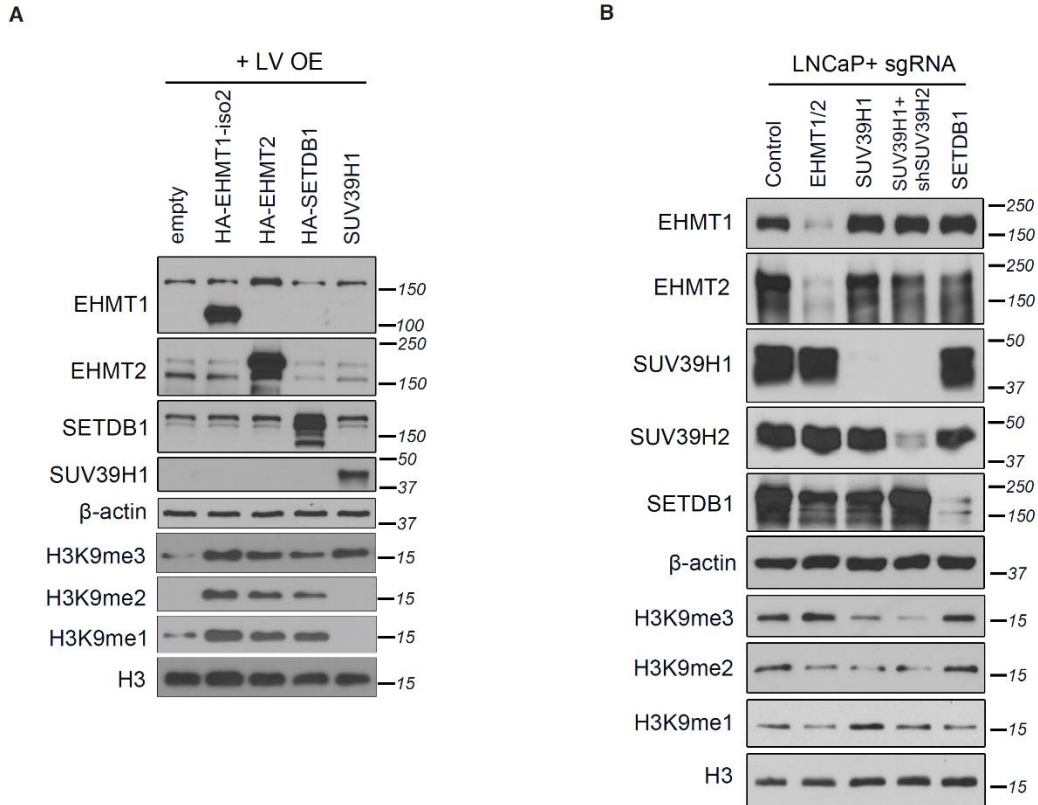 A
+ LV OE
empty
HA-EHMT1-iso2
HA-EHMT2
HA-SETDB1
SUV39H1
EHMT1
150
100
EHMT2
250
150
SETDB1
150
SUV39H1
50
37
β-actin
37
H3K9me3
15
H3K9me2
15
H3K9me1
15
H3
15
B
LNCaP+ sgRNA
Control
EHMT1/2
SUV39H1
SUV39H1+
shSUV39H2
SETDB1
EHMT1
250
150
EHMT2
250
150
SUV39H1
50
37
SUV39H2
50
37
SETDB1
250
150
β-actin
37
H3K9me3
15
H3K9me2
15
H3K9me1
15
H3
15